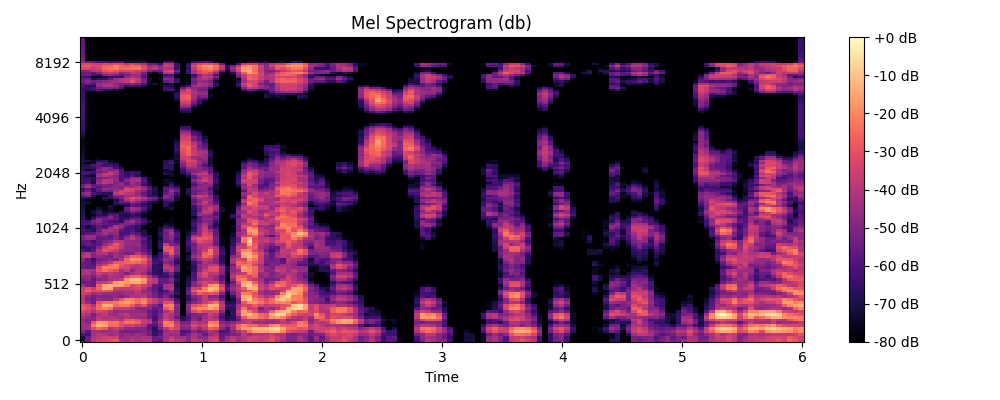 Mel Spectrogram (db)
8192
4096
2048
1024
512
0
Hz
0 1 2 3 4 5 6
Time
+0 dB
-10 dB
-20 dB
-30 dB
-40 dB
-50 dB
-60 dB
-70 dB
-80 dB